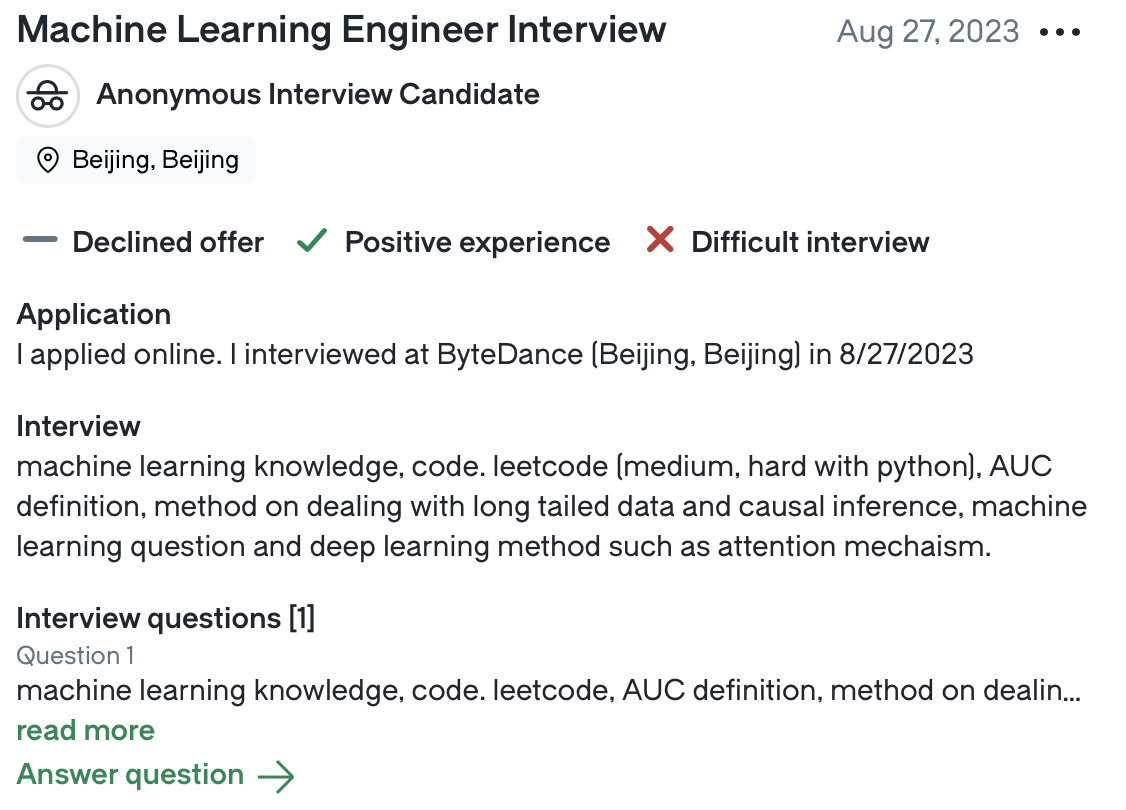 Machine Learning Engineer Interview
Aug 27, 2023
Anonymous Interview Candidate
Beijing, Beijing
Declined offer Positive experience Difficult interview
Application
I applied online. I interviewed at ByteDance (Beijing, Beijing) in 8/27/2023
Interview
machine learning knowledge, code. leetcode (medium, hard with python), AUC
definition, method on dealing with long tailed data and causal inference, machine
learning question and deep learning method such as attention mechaism.
Interview questions [1]
Question 1
machine learning knowledge, code. leetcode, AUC definition, method on dealin...
read more
Answer question